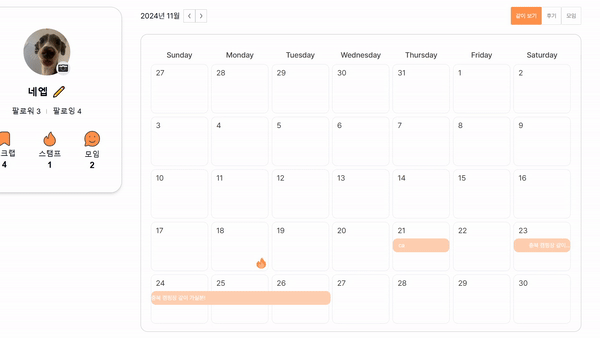 2024년 11월
같이 보기 후기 모임
네엽
팔로워 3 팔로잉 4
크랩 스탬프 모임
4 1 2
Sunday Monday Tuesday Wednesday Thursday Friday Saturday
27 28 29 30 31 1 2
3 4 5 6 7 8 9
10 11 12 13 14 15 16
17 18 19 20 21 22 23
24 25 26 27 28 29 30